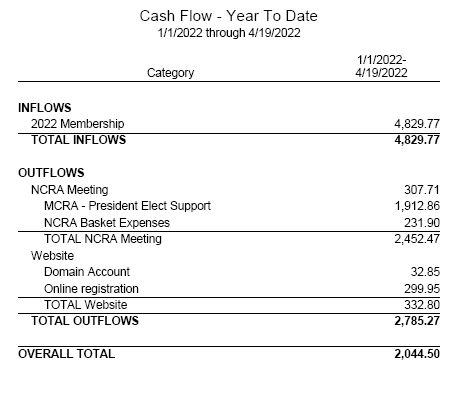 Cash Flow - Year To Date
1/1/2022 through 4/19/2022
Category 1/1/2022-
4/19/2022
INFLOWS
2022 Membership 4,829.77
TOTAL INFLOWS 4,829.77
OUTFLOWS
NCRA Meeting 307.71
MCRA - President Elect Support 1,912.86
NCRA Basket Expenses 231.90
TOTAL NCRA Meeting 2,452.47
Website
Domain Account 32.85
Online registration 299.95
TOTAL Website 332.80
TOTAL OUTFLOWS 2,785.27
OVERALL TOTAL 2,044.50